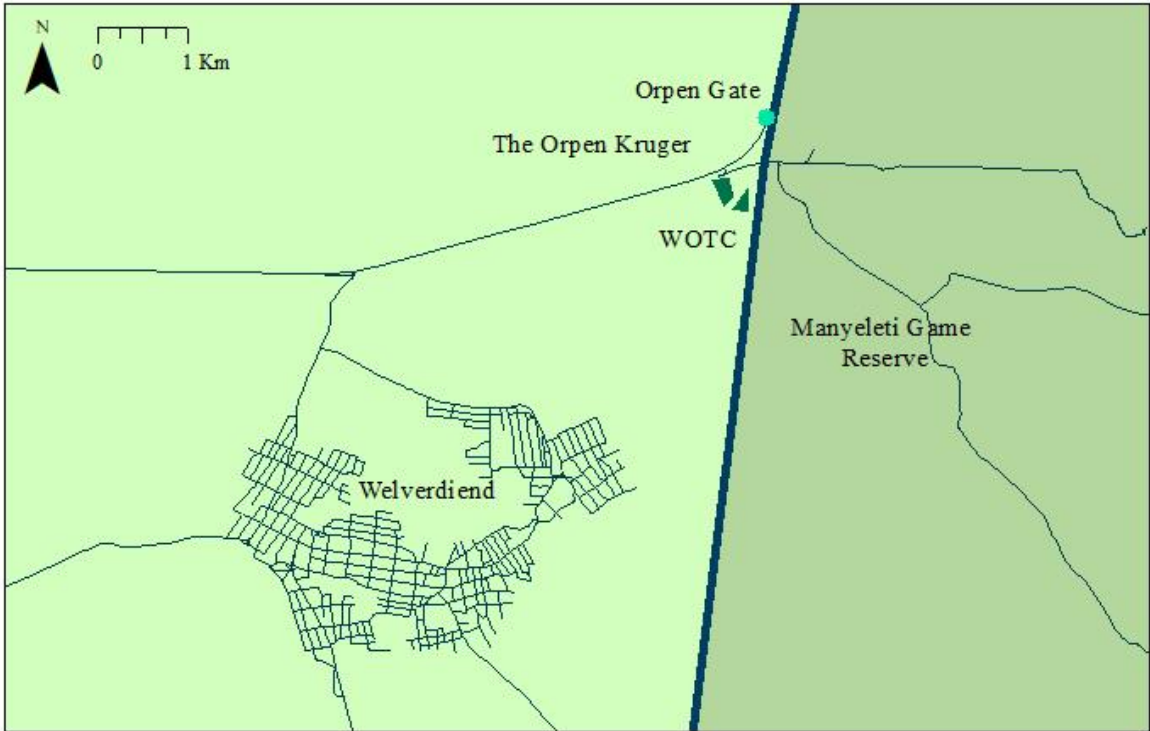 N
0 1 Km
Orpen Gate
The Orpen Kruger
WOTC
Manyeleti Game
Reserve
Welverdiend